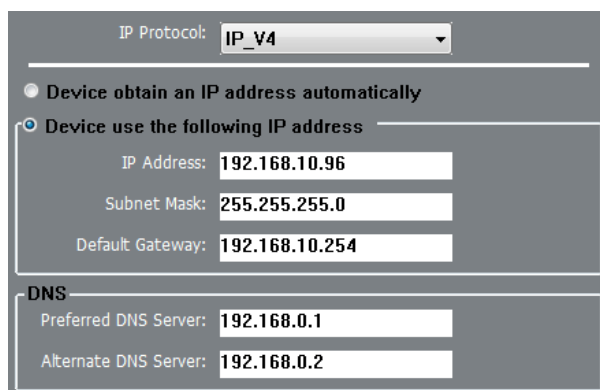 IP Protocol: IP_V4
Device obtain an IP address automatically
Device use the following IP address
IP Address: 192.168.10.96
Subnet Mask: 255.255.255.0
Default Gateway: 192.168.10.254
DNS
Preferred DNS Server: 192.168.0.1
Alternate DNS Server: 192.168.0.2